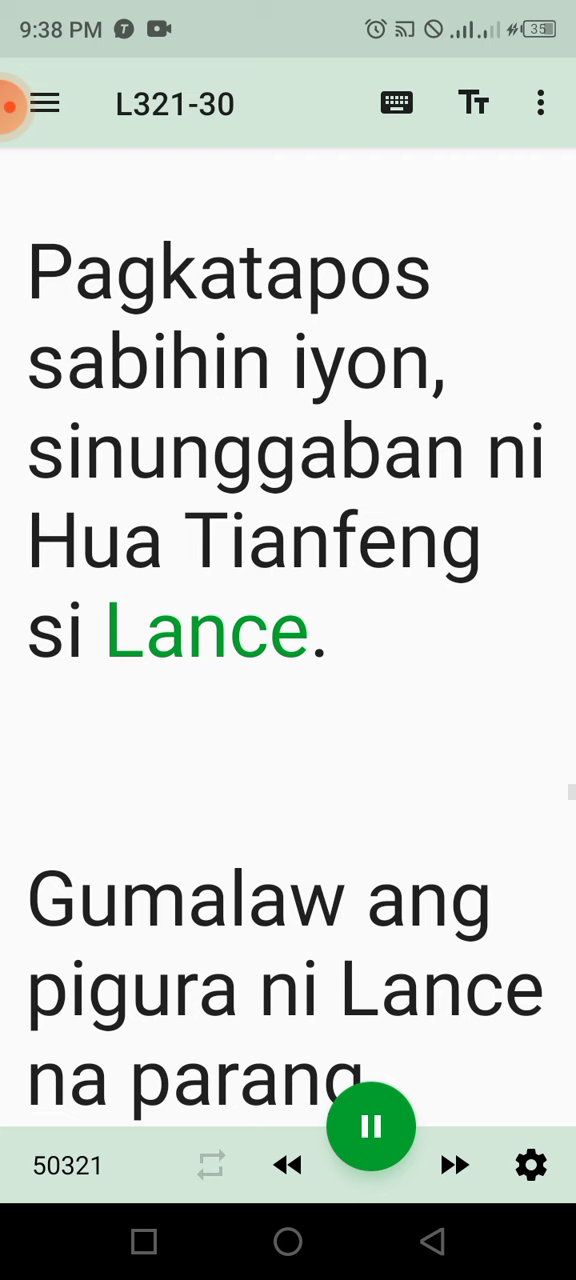 9:38 PM
35
L321-30
Pagkatapos
sabihin iyon,
sinunggaban ni
Hua Tianfeng
si Lance.
Gumalaw ang
pigura ni Lance
na parang
50321